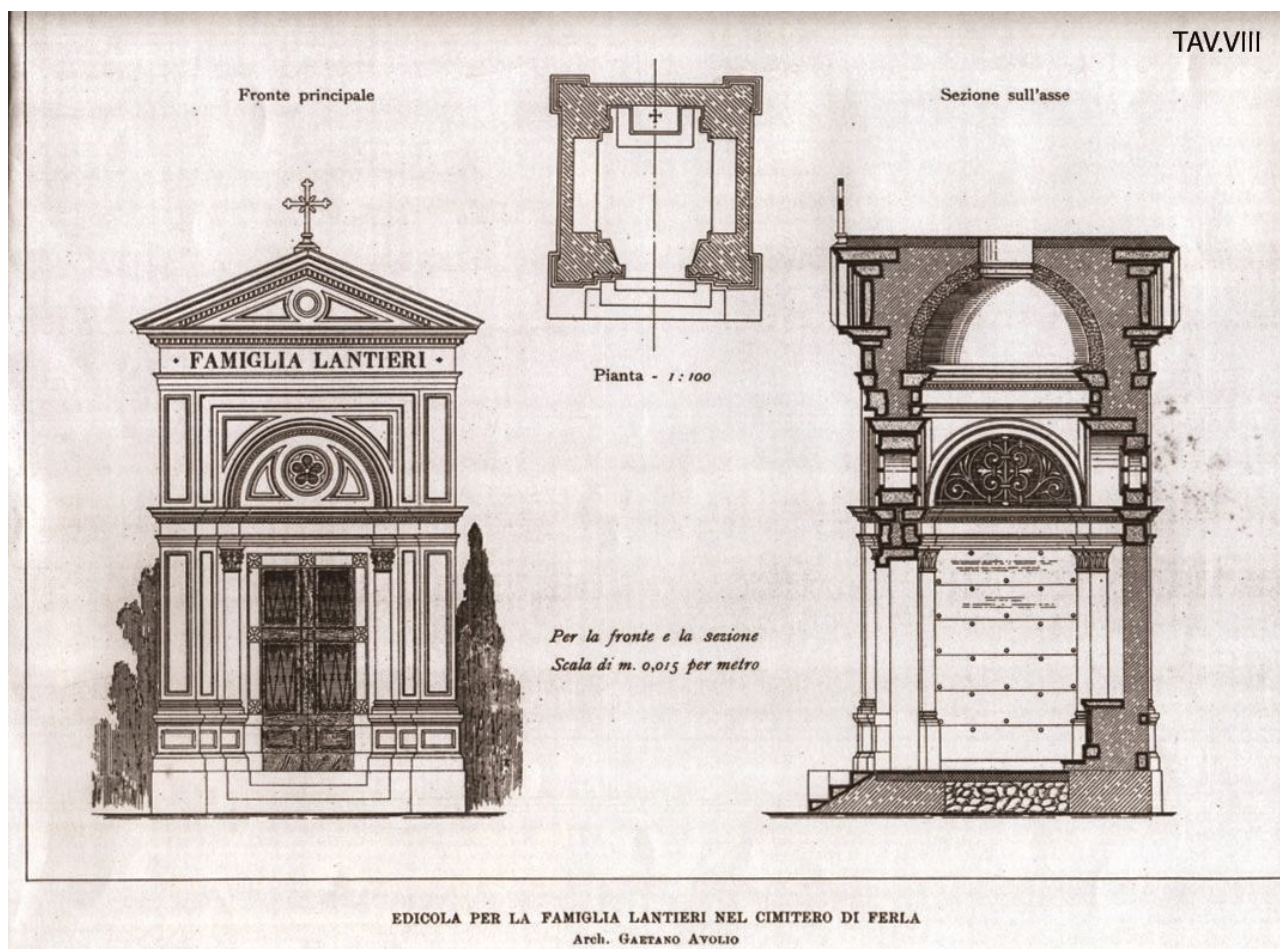 TAV.VIII
Fronte principale
Sezione sull'asse
FAMIGLIA LANTIERI
Pianta - 1:100
Per la fronte e la sezione
Scala di m. 0,015 per metro
EDICOLA PER LA FAMIGLIA LANTIERI NEL CIMITERO DI FERLA
Arch. GAETANO AVOLIO